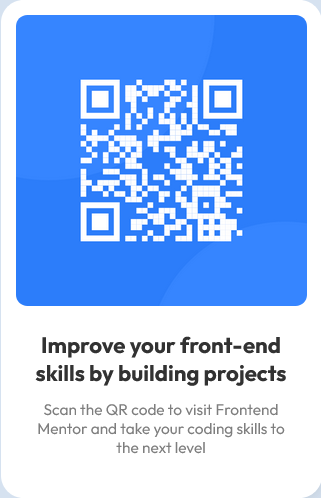 Improve your front-end
skills by building projects
Scan the QR code to visit Frontend
Mentor and take your coding skills to
the next level